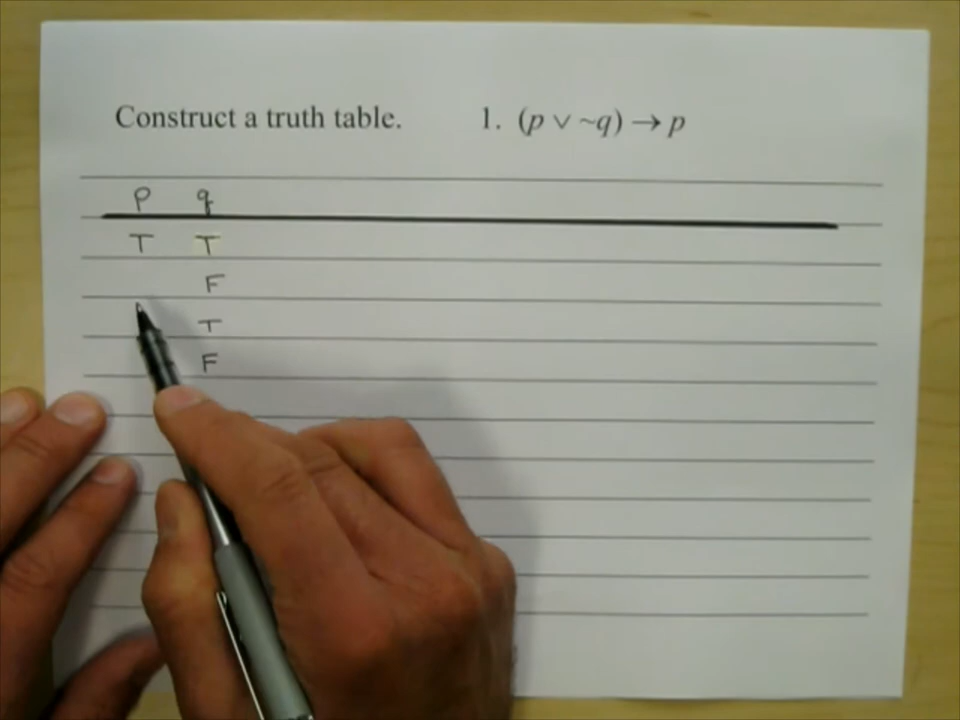 Construct a truth table. 1. (p ∨ ~q) → p
p q
T T
F
T
F